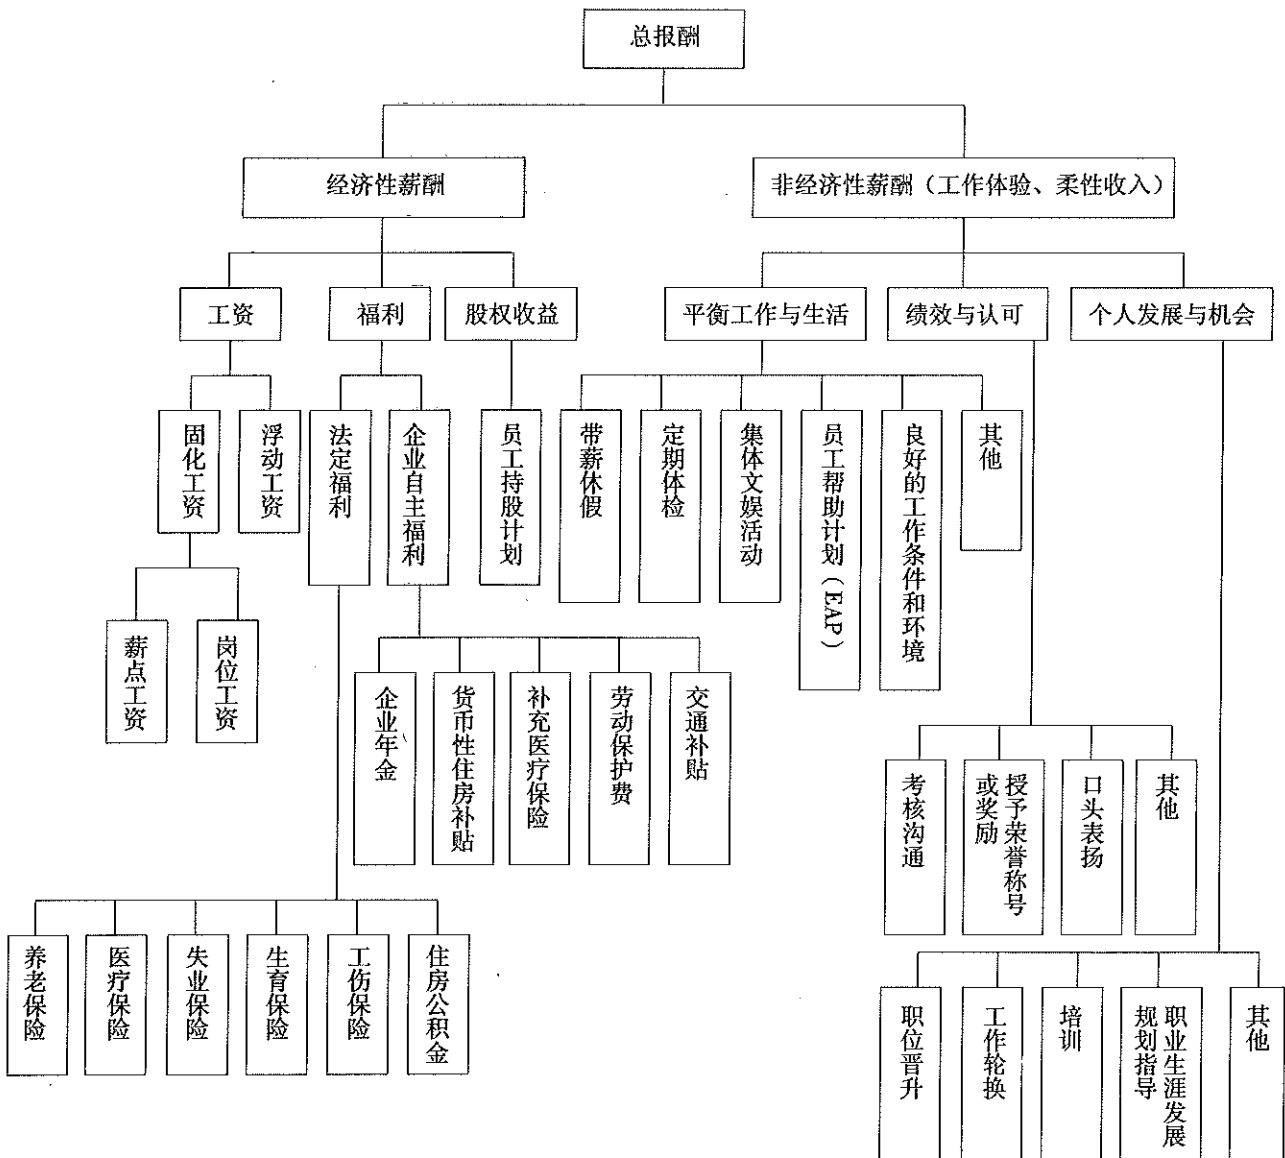 总报酬
经济性薪酬
非经济性薪酬（工作体验、柔性收入）
工资
福利
股权收益
平衡工作与生活
绩效与认可
个人发展与机会
固化工资
浮动工资
法定福利
企业自主福利
员工持股计划
带薪休假
定期体检
集体文娱活动
员工帮助计划（EAP）
良好的工作条件和环境
其他
薪点工资
岗位工资
企业年金
货币性住房补贴
补充医疗保险
劳动保护费
交通补贴
考核沟通
授予荣誉称号
或奖励
口头表扬
其他
养老保险
医疗保险
失业保险
生育保险
工伤保险
住房公积金
职位晋升
工作轮换
培训
职业生涯发展
规划指导
其他